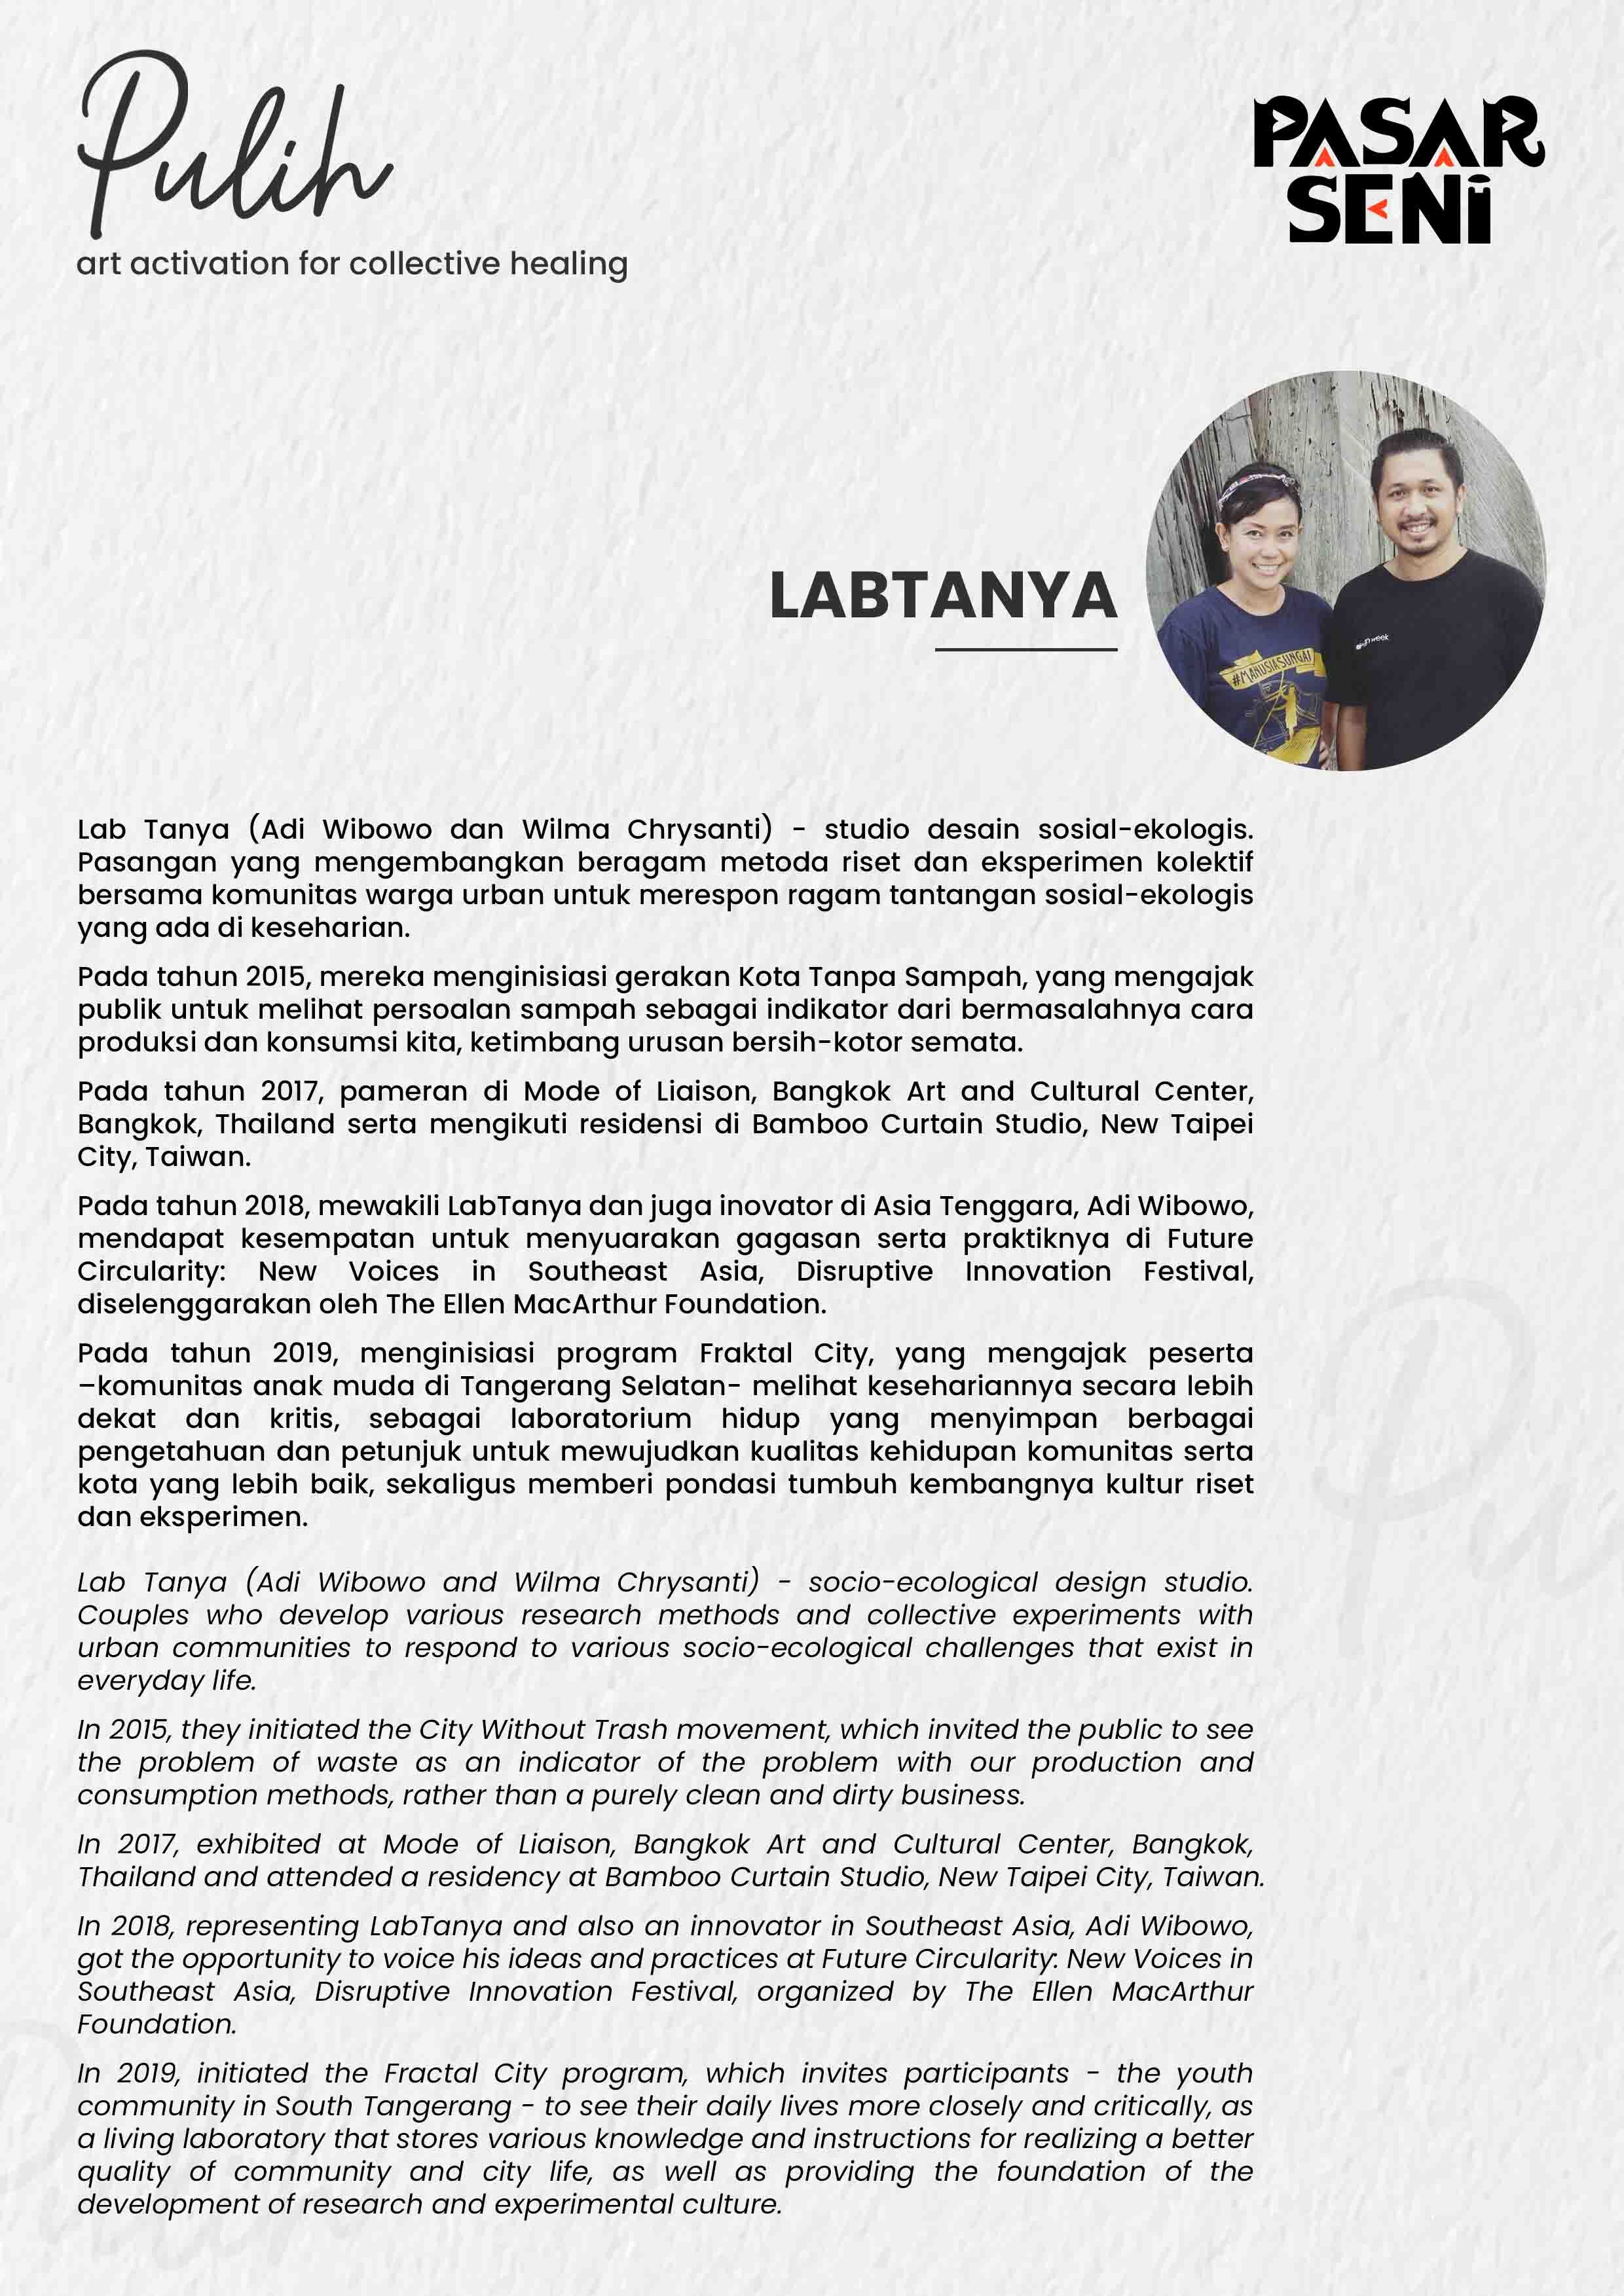 Pulih
art activation for collective healing
PASAR
SENi
LABTANYA
#MANUSIASUNGAI
week
Lab Tanya (Adi Wibowo dan Wilma Chrysanti) - studio desain sosial-ekologis.
Pasangan yang mengembangkan beragam metoda riset dan eksperimen kolektif
bersama komunitas warga urban untuk merespon ragam tantangan sosial-ekologis
yang ada di keseharian.
Pada tahun 2015, mereka menginisiasi gerakan Kota Tanpa Sampah, yang mengajak
publik untuk melihat persoalan sampah sebagai indikator dari bermasalahnya cara
produksi dan konsumsi kita, ketimbang urusan bersih-kotor semata.
Pada tahun 2017, pameran di Mode of Liaison, Bangkok Art and Cultural Center,
Bangkok, Thailand serta mengikuti residensi di Bamboo Curtain Studio, New Taipei
City, Taiwan.
Pada tahun 2018, mewakili LabTanya dan juga inovator di Asia Tenggara, Adi Wibowo,
mendapat kesempatan untuk menyuarakan gagasan serta praktiknya di Future
Circularity: New Voices in Southeast Asia, Disruptive Innovation Festival,
diselenggarakan oleh The Ellen MacArthur Foundation.
Pada tahun 2019, menginisiasi program Fraktal City, yang mengajak peserta
–komunitas anak muda di Tangerang Selatan- melihat kesehariannya secara lebih
dekat dan kritis, sebagai laboratorium hidup yang menyimpan berbagai
pengetahuan dan petunjuk untuk mewujudkan kualitas kehidupan komunitas serta
kota yang lebih baik, sekaligus memberi pondasi tumbuh kembangnya kultur riset
dan eksperimen.
Lab Tanya (Adi Wibowo and Wilma Chrysanti) - socio-ecological design studio.
Couples who develop various research methods and collective experiments with
urban communities to respond to various socio-ecological challenges that exist in
everyday life.
In 2015, they initiated the City Without Trash movement, which invited the public to see
the problem of waste as an indicator of the problem with our production and
consumption methods, rather than a purely clean and dirty business.
In 2017, exhibited at Mode of Liaison, Bangkok Art and Cultural Center, Bangkok,
Thailand and attended a residency at Bamboo Curtain Studio, New Taipei City, Taiwan.
In 2018, representing LabTanya and also an innovator in Southeast Asia, Adi Wibowo,
got the opportunity to voice his ideas and practices at Future Circularity: New Voices in
Southeast Asia, Disruptive Innovation Festival, organized by The Ellen MacArthur
Foundation.
In 2019, initiated the Fractal City program, which invites participants - the youth
community in South Tangerang - to see their daily lives more closely and critically, as
a living laboratory that stores various knowledge and instructions for realizing a better
quality of community and city life, as well as providing the foundation of the
development of research and experimental culture.